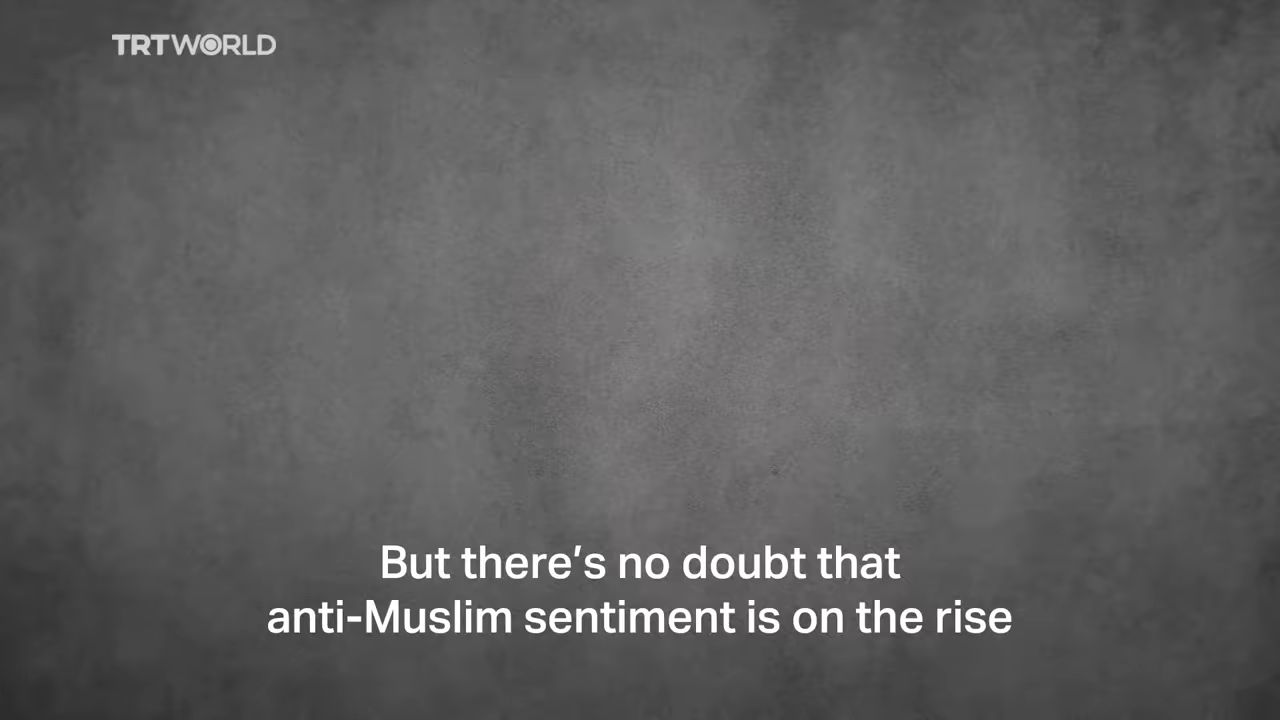 TRTWORLD
But there's no doubt that
anti-Muslim sentiment is on the rise